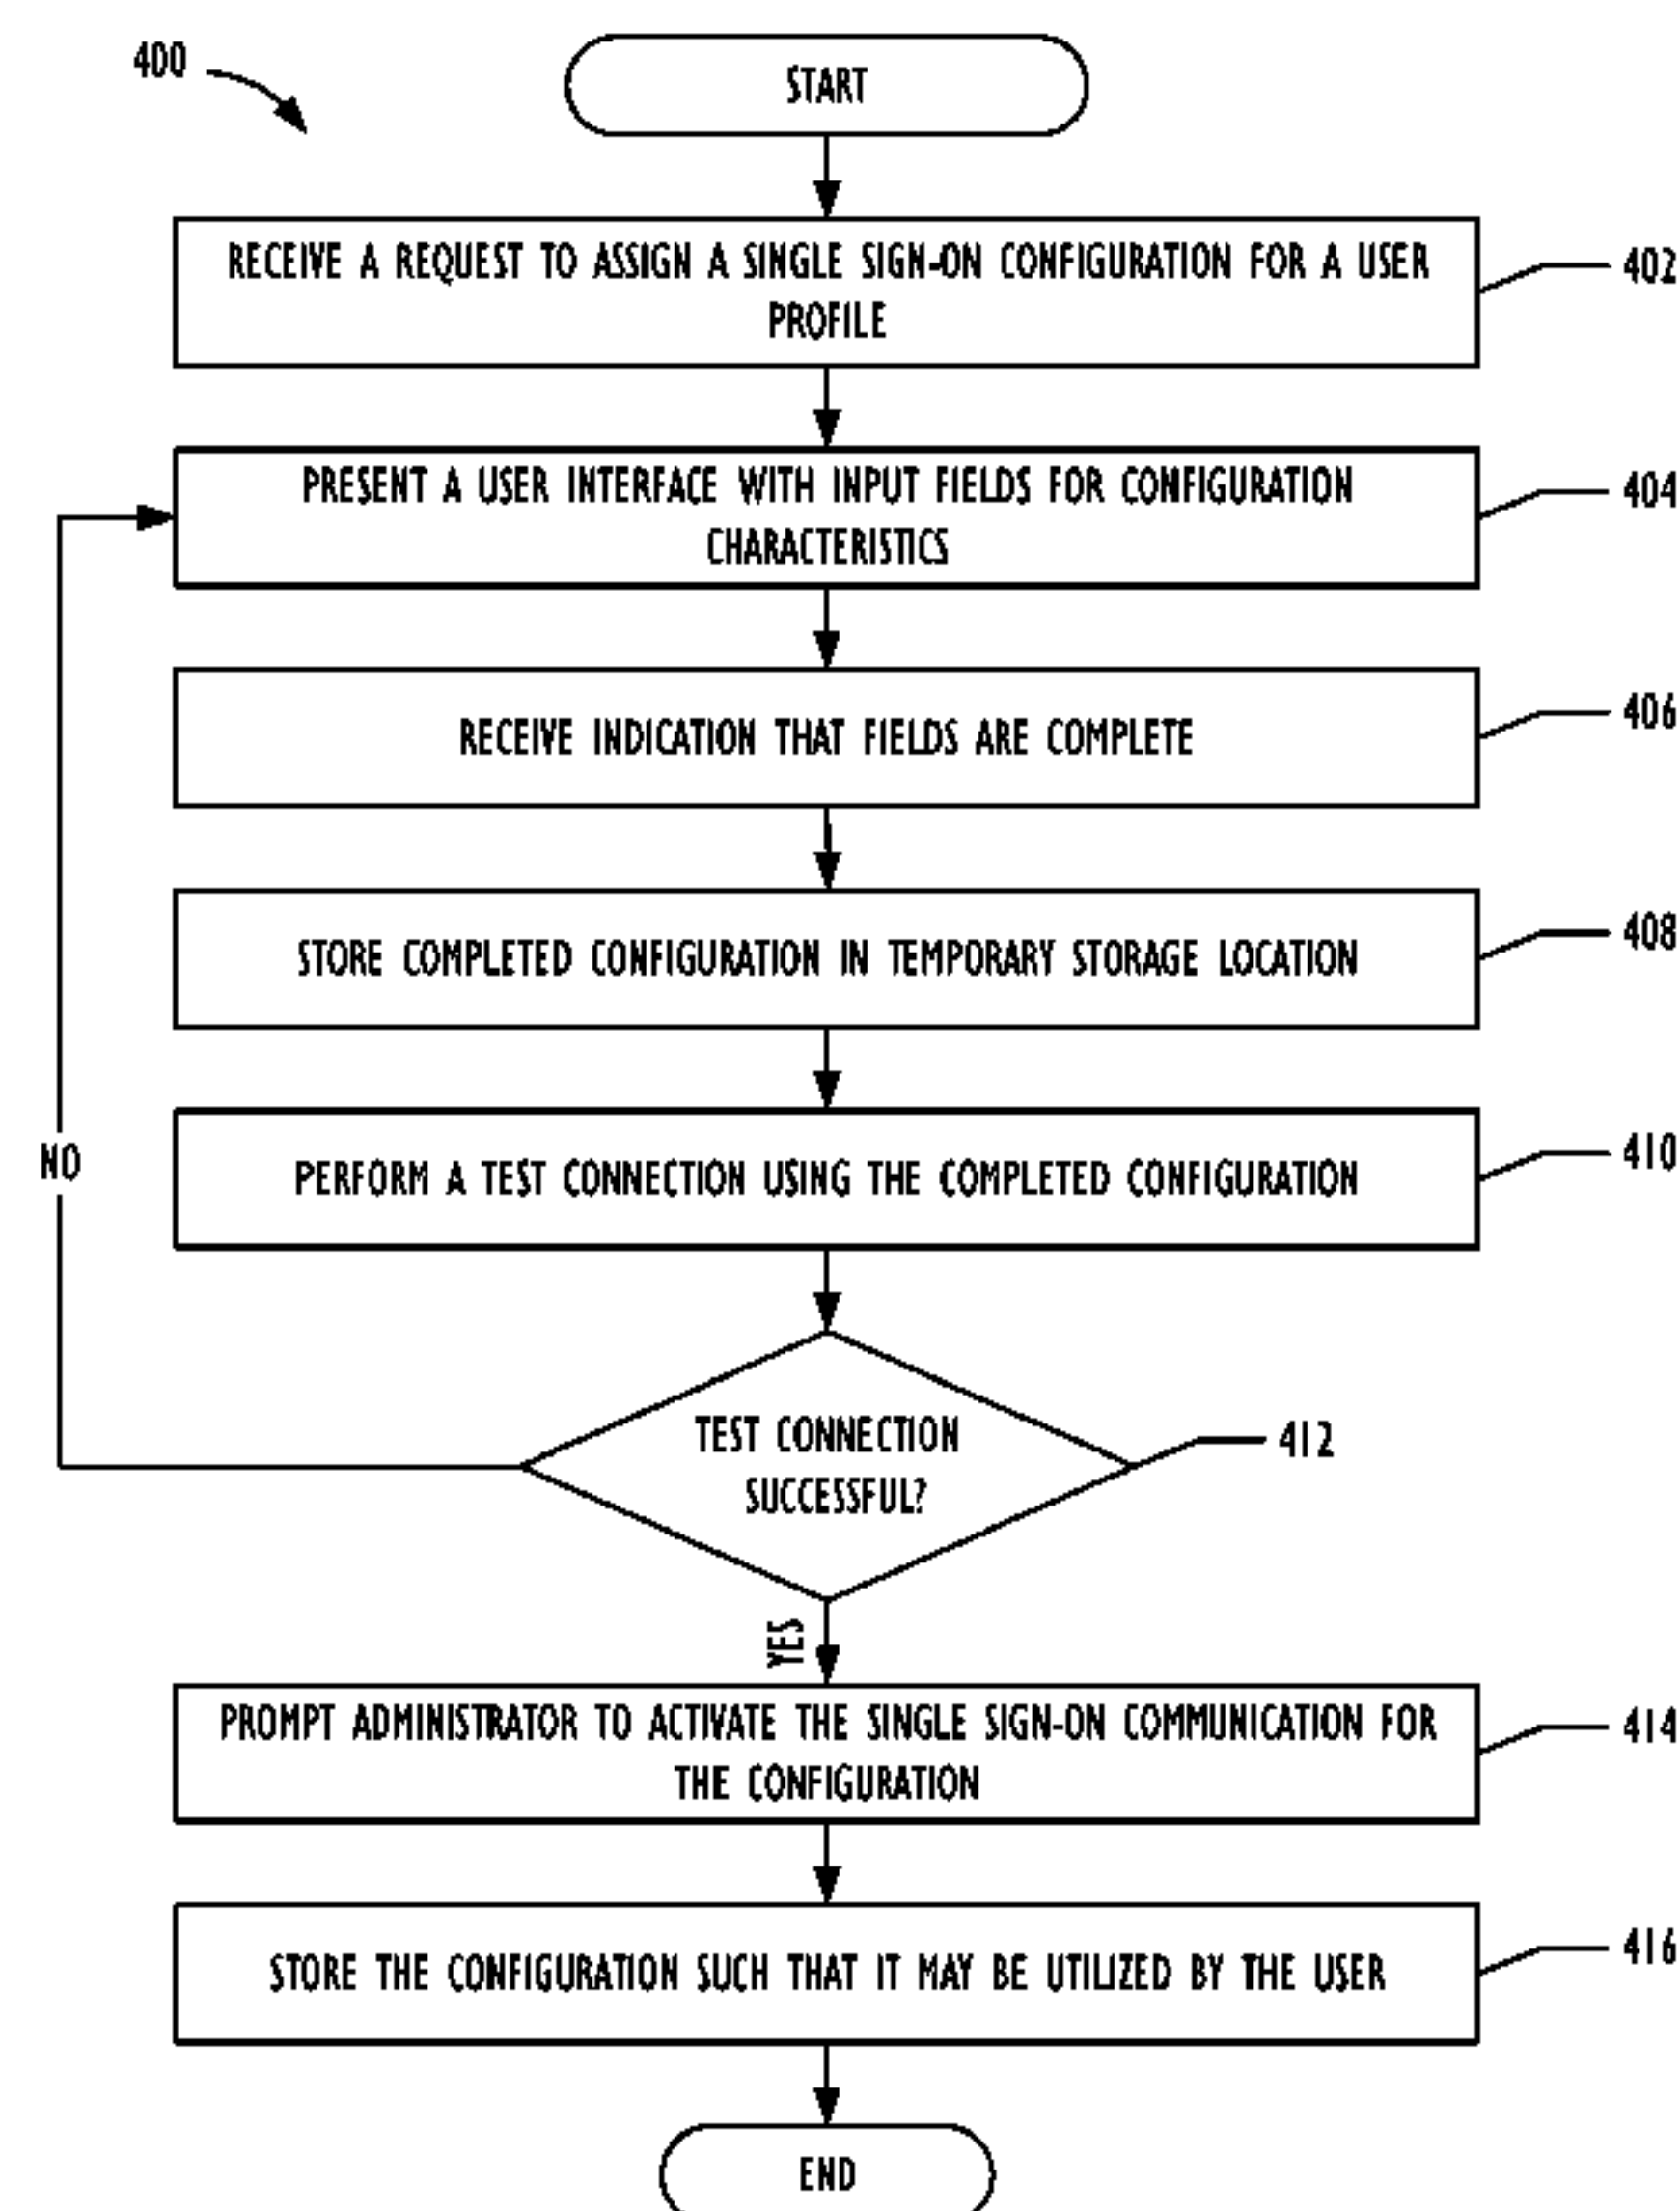 400
START
RECEIVE A REQUEST TO ASSIGN A SINGLE SIGN-ON CONFIGURATION FOR A USER
PROFILE
402
PRESENT A USER INTERFACE WITH INPUT FIELDS FOR CONFIGURATION
CHARACTERISTICS
404
RECEIVE INDICATION THAT FIELDS ARE COMPLETE
406
STORE COMPLETED CONFIGURATION IN TEMPORARY STORAGE LOCATION
408
PERFORM A TEST CONNECTION USING THE COMPLETED CONFIGURATION
410
NO
TEST CONNECTION
SUCCESSFUL?
412
YES
PROMPT ADMINISTRATOR TO ACTIVATE THE SINGLE SIGN-ON COMMUNICATION FOR
THE CONFIGURATION
414
STORE THE CONFIGURATION SUCH THAT IT MAY BE UTILIZED BY THE USER
416
END